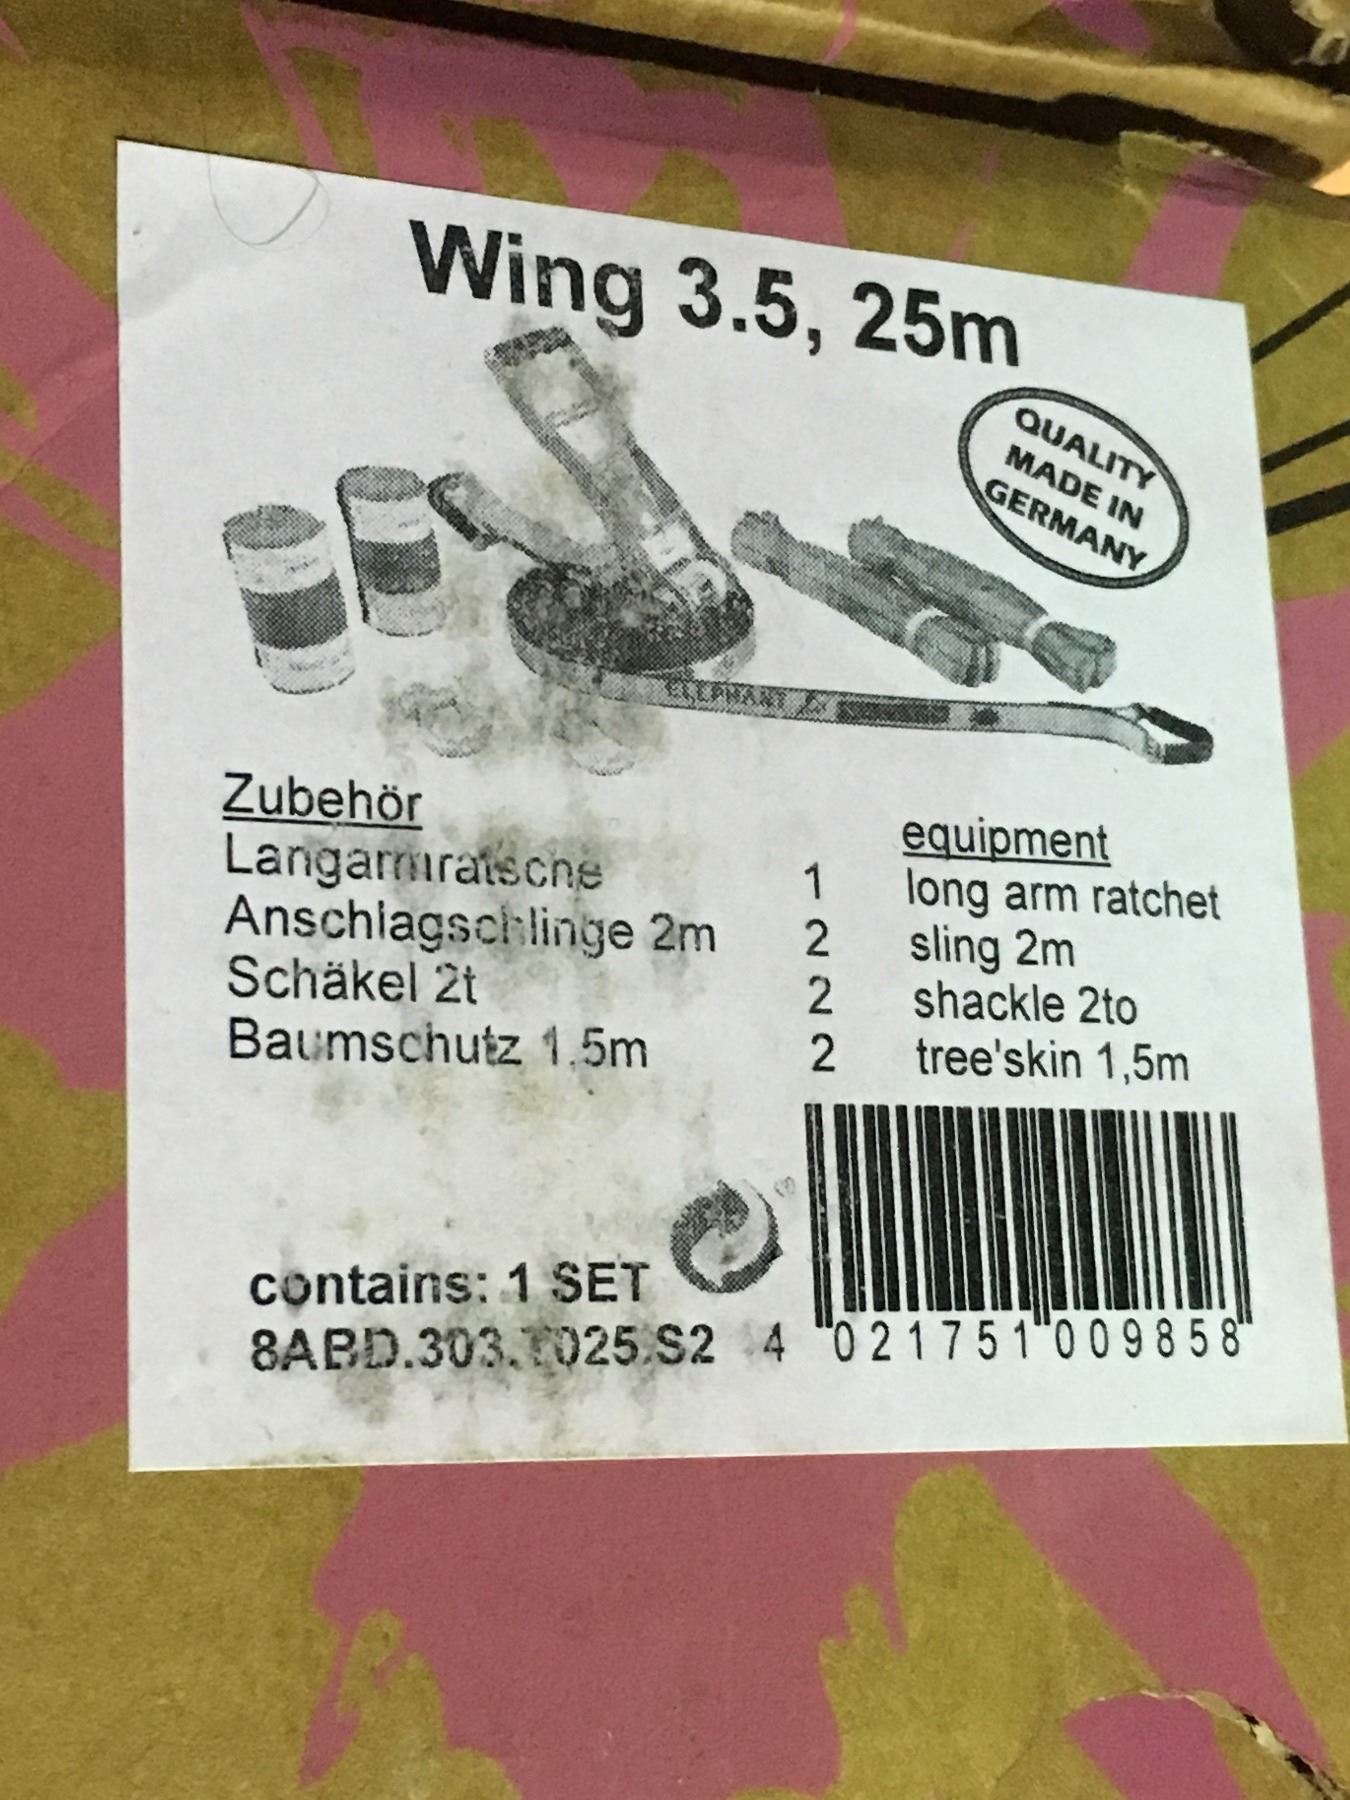 Wing 3.5, 25m
QUALITY
MADE IN
GERMANY
ELEPHANT
Zubehör
equipment
Langarmratsche 1 long arm ratchet
Anschlagschlinge 2m 2 sling 2m
Schäkel 2t 2 shackle 2to
Baumschutz 1.5m 2 tree'skin 1,5m
contains: 1 SET
8ABD.303.T025.S2
4 021751 009858